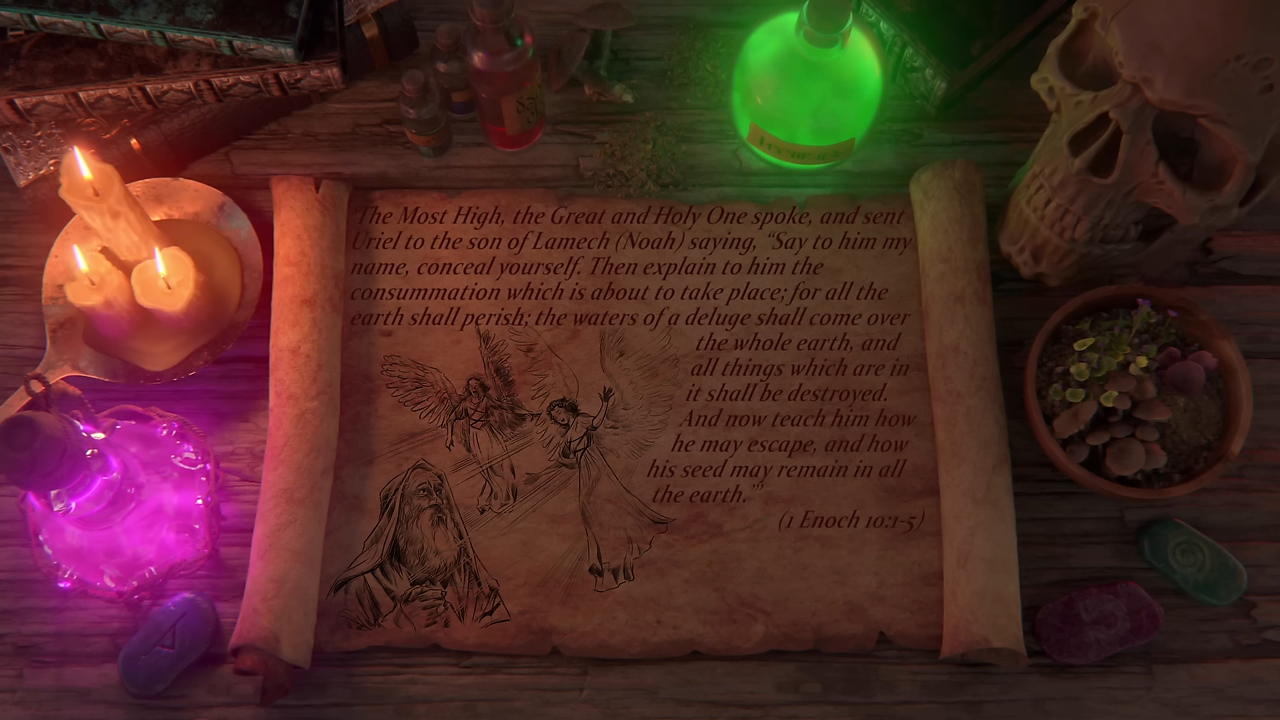 'The Most High, the Great and Holy One spoke, and sent
Uriel to the son of Lamech (Noah) saying, “Say to him my
name, conceal yourself. Then explain to him the
consummation which is about to take place; for all the
earth shall perish; the waters of a deluge shall come over
the whole earth, and
all things which are in
it shall be destroyed.
And now teach him how
he may escape, and how
his seed may remain in all
the earth.”’
(1 Enoch 10:1-5)